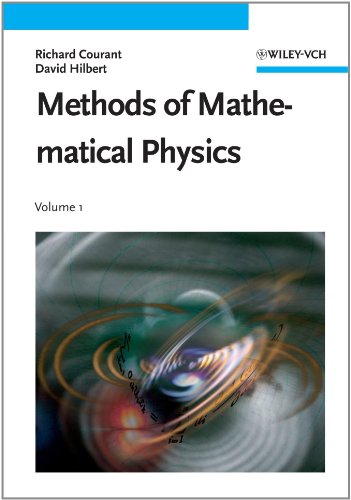 Richard Courant
David Hilbert
WILEY-VCH
Methods of Mathe-
matical Physics
Volume 1